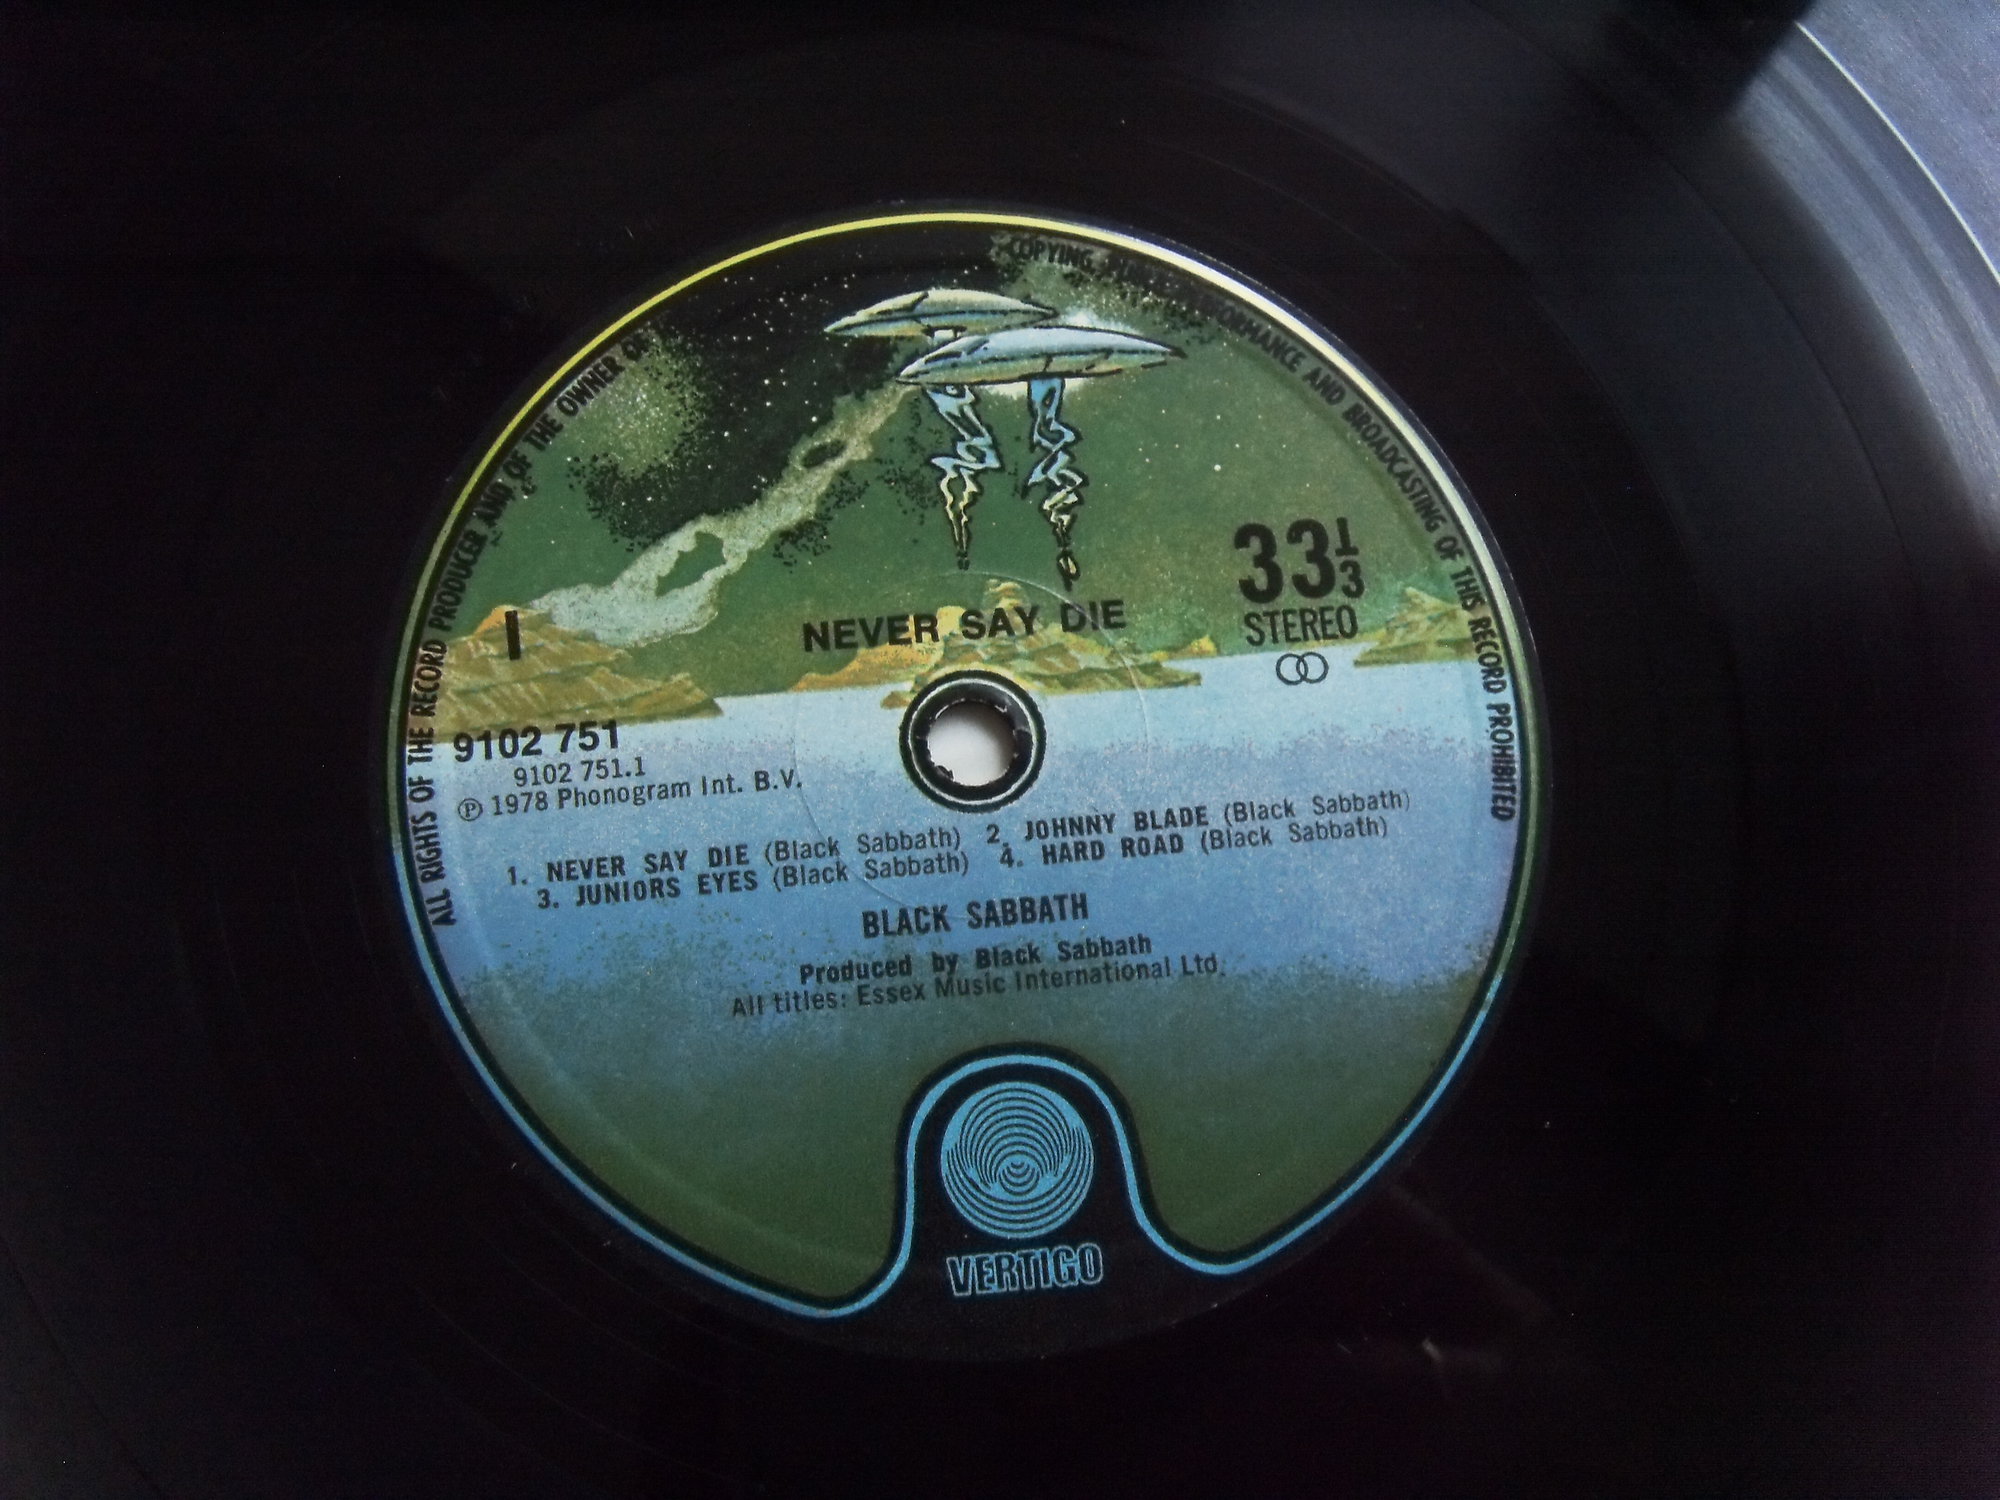 ALL RIGHTS OF THE RECORD PRODUCER AND OF THE OWNER OF
COPYING, PUBLIC PERFORMANCE AND BROADCASTING OF THIS RECORD PROHIBITED
33 1/3
STEREO
I
NEVER SAY DIE
9102 751
9102 751.1
℗ 1978 Phonogram Int. B.V.
1. NEVER SAY DIE (Black Sabbath) 2. JOHNNY BLADE (Black Sabbath)
3. JUNIORS EYES (Black Sabbath) 4. HARD ROAD (Black Sabbath)
BLACK SABBATH
Produced by Black Sabbath
All titles: Essex Music International Ltd.
VERTIGO